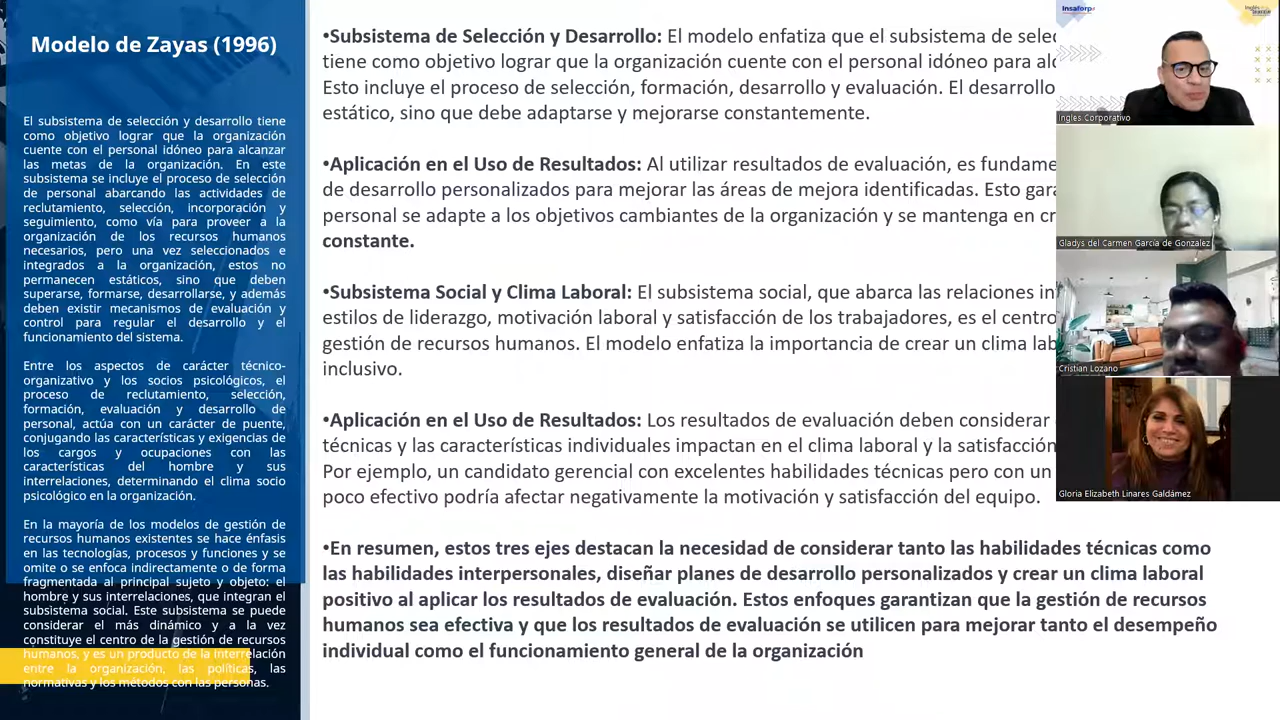 Modelo de Zayas (1996)
El subsistema de selección y desarrollo tiene
como objetivo lograr que la organización
cuente con el personal idóneo para alcanzar
las metas de la organización. En este
subsistema se incluye el proceso de selección
de personal abarcando las actividades de
reclutamiento, selección, incorporación y
seguimiento, como vía para proveer a la
organización de los recursos humanos
necesarios, pero una vez seleccionados e
integrados a la organización, estos no
permanecen estáticos, sino que deben
superarse, formarse, desarrollarse, y además
deben existir mecanismos de evaluación y
control para regular el desarrollo y el
funcionamiento del sistema.
Entre los aspectos de carácter técnico-
organizativo y los socios psicológicos, el
proceso de reclutamiento, selección,
formación, evaluación y desarrollo de
personal, actúa con un carácter de puente,
conjugando las características y exigencias de
los cargos y ocupaciones con las
características del hombre y sus
interrelaciones, determinando el clima socio
psicológico en la organización.
En la mayoría de los modelos de gestión de
recursos humanos existentes se hace énfasis
en las tecnologías, procesos y funciones y se
omite o se enfoca indirectamente o de forma
fragmentada al principal sujeto y objeto: el
hombre y sus interrelaciones, que integran el
subsistema social. Este subsistema se puede
considerar el más dinámico y a la vez
constituye el centro de la gestión de recursos
humanos, y es un producto de la interrelación
entre la organización, las políticas, las
normativas y los métodos con las personas.
•Subsistema de Selección y Desarrollo: El modelo enfatiza que el subsistema de selec
tiene como objetivo lograr que la organización cuente con el personal idóneo para alc
Esto incluye el proceso de selección, formación, desarrollo y evaluación. El desarrollo
estático, sino que debe adaptarse y mejorarse constantemente.
•Aplicación en el Uso de Resultados: Al utilizar resultados de evaluación, es fundame
de desarrollo personalizados para mejorar las áreas de mejora identificadas. Esto gara
personal se adapte a los objetivos cambiantes de la organización y se mantenga en cr
constante.
•Subsistema Social y Clima Laboral: El subsistema social, que abarca las relaciones in
estilos de liderazgo, motivación laboral y satisfacción de los trabajadores, es el centro
gestión de recursos humanos. El modelo enfatiza la importancia de crear un clima lab
inclusivo.
•Aplicación en el Uso de Resultados: Los resultados de evaluación deben considerar
técnicas y las características individuales impactan en el clima laboral y la satisfacción
Por ejemplo, un candidato gerencial con excelentes habilidades técnicas pero con un
poco efectivo podría afectar negativamente la motivación y satisfacción del equipo.
•En resumen, estos tres ejes destacan la necesidad de considerar tanto las habilidades técnicas como
las habilidades interpersonales, diseñar planes de desarrollo personalizados y crear un clima laboral
positivo al aplicar los resultados de evaluación. Estos enfoques garantizan que la gestión de recursos
humanos sea efectiva y que los resultados de evaluación se utilicen para mejorar tanto el desempeño
individual como el funcionamiento general de la organización
Insaforp
Ingles Corporativo
Gladys del Carmen Garcia de Gonzalez
Cristian Lozano
Gloria Elizabeth Linares Galdámez